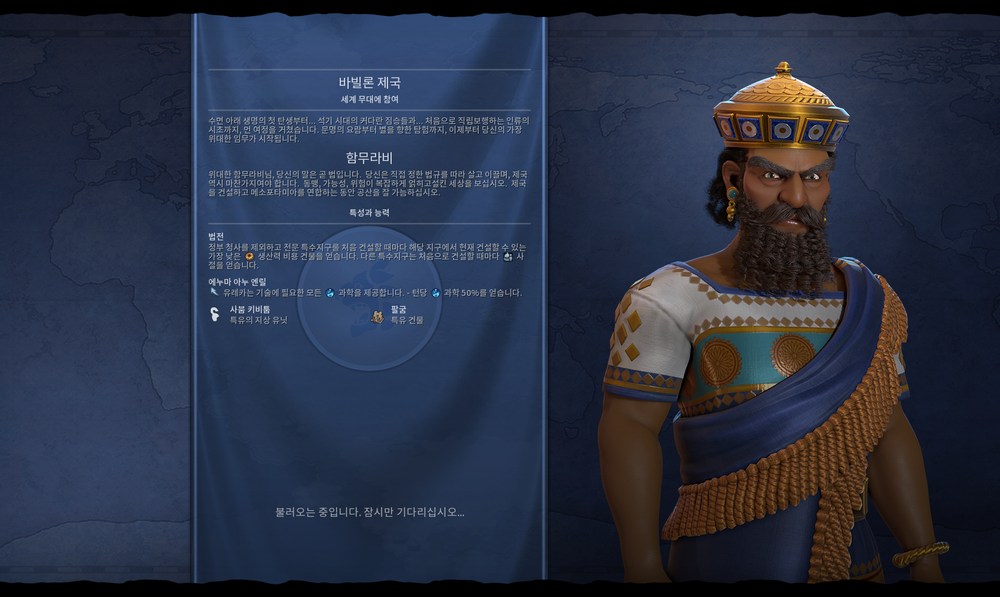 바빌론 제국
세계 무대에 참여
수면 아래 생명의 첫 탄생부터... 석기 시대의 커다란 짐승들과... 처음으로 직립보행하는 인류의
시초까지, 먼 여정을 거쳤습니다. 문명의 요람부터 별을 향한 탐험까지, 이제부터 당신의 가장
위대한 임무가 시작됩니다.
함무라비
위대한 함무라비님, 당신의 말은 곧 법입니다. 당신은 직접 정한 법규를 따라 살고 이끌며, 제국
역시 마찬가지여야 합니다. 동맹, 가능성, 위험이 복잡하게 얽히고설킨 세상을 보십시오. 제국
을 건설하고 메소포타미아를 연합하는 동안 공산을 잘 가늠하십시오.
특성과 능력
법전
정부 청사를 제외하고 전문 특수지구를 처음 건설할 때마다 해당 지구에서 현재 건설할 수 있는
가장 낮은 생산력 비용 건물을 얻습니다. 다른 특수지구는 처음으로 건설할 때마다 사
절을 얻습니다.
에누마 아누 엔릴
유레카는 기술에 필요한 모든 과학을 제공합니다. - 턴당 과학 50%를 얻습니다.
사붐 키비툼
특유의 지상 유닛
팔굼
특유 건물
불러오는 중입니다. 잠시만 기다리십시오...